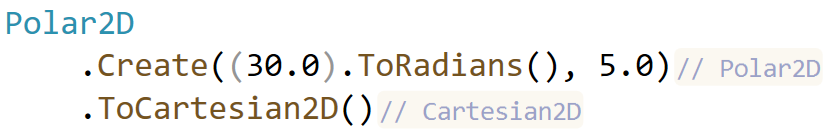 Polar2D
.Create((30.0).ToRadians(), 5.0)// Polar2D
.ToCartesian2D()// Cartesian2D